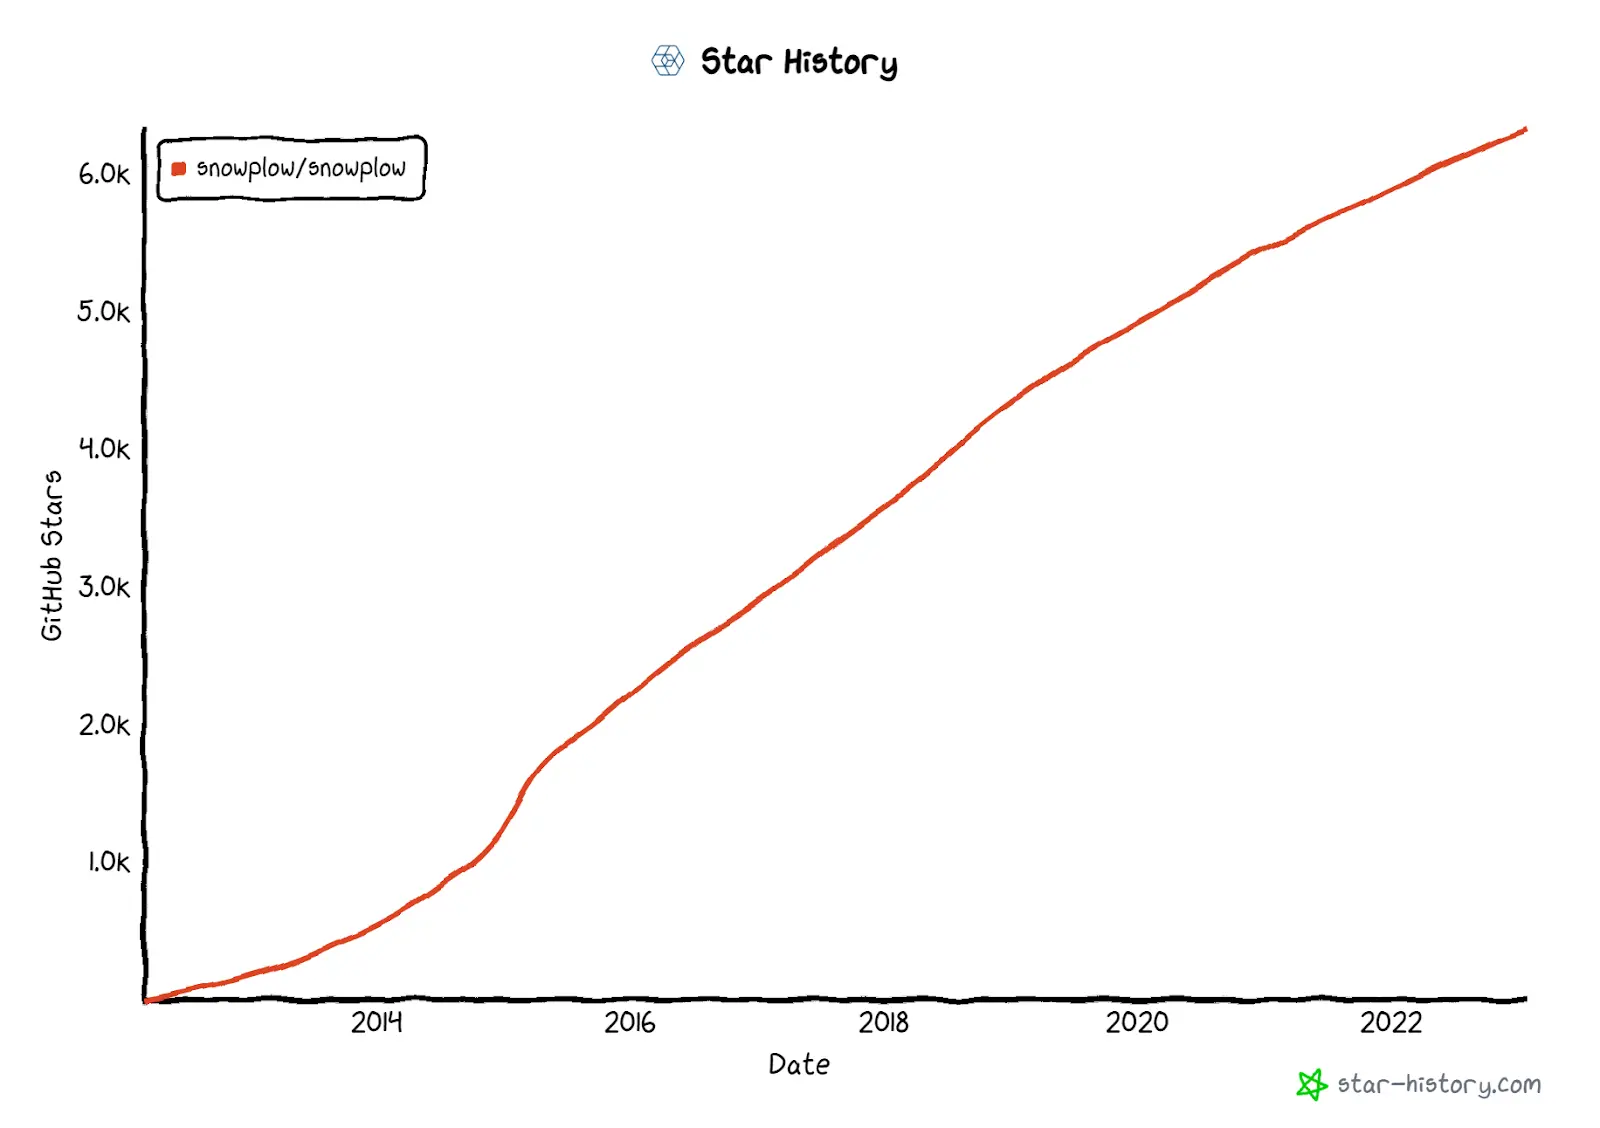 Star History
snowplow/snowplow
6.0k
5.0k
4.0k
3.0k
2.0k
1.0k
GitHub Stars
2014 2016 2018 2020 2022
Date
star-history.com